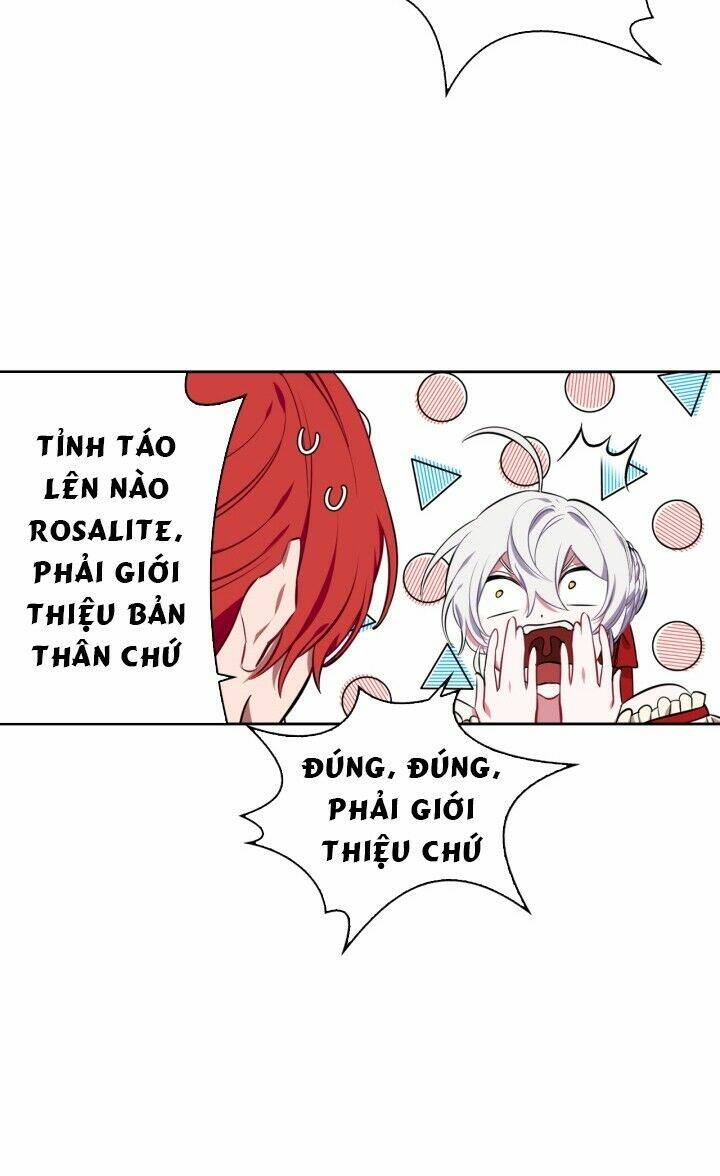 TỈNH TÁO
LÊN NÀO
ROSALITE,
PHẢI GIỚI
THIỆU BẢN
THÂN CHỨ
ĐÚNG, ĐÚNG,
PHẢI GIỚI
THIỆU CHỨ